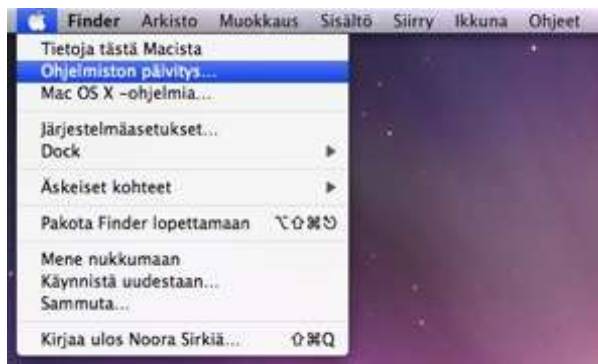 Finder Arkisto Muokkaus Sisältö Siirry Ikkuna Ohjeet
Tietoja tästä Macista
Ohjelmiston päivitys...
Mac OS X -ohjelmia...
Järjestelmäasetukset...
Dock ▶
Äskeiset kohteet ▶
Pakota Finder lopettamaan ⌥⇧⌘⎋
Mene nukkumaan
Käynnistä uudestaan...
Sammuta...
Kirjaa ulos Noora Sirkiä... ⇧⌘Q